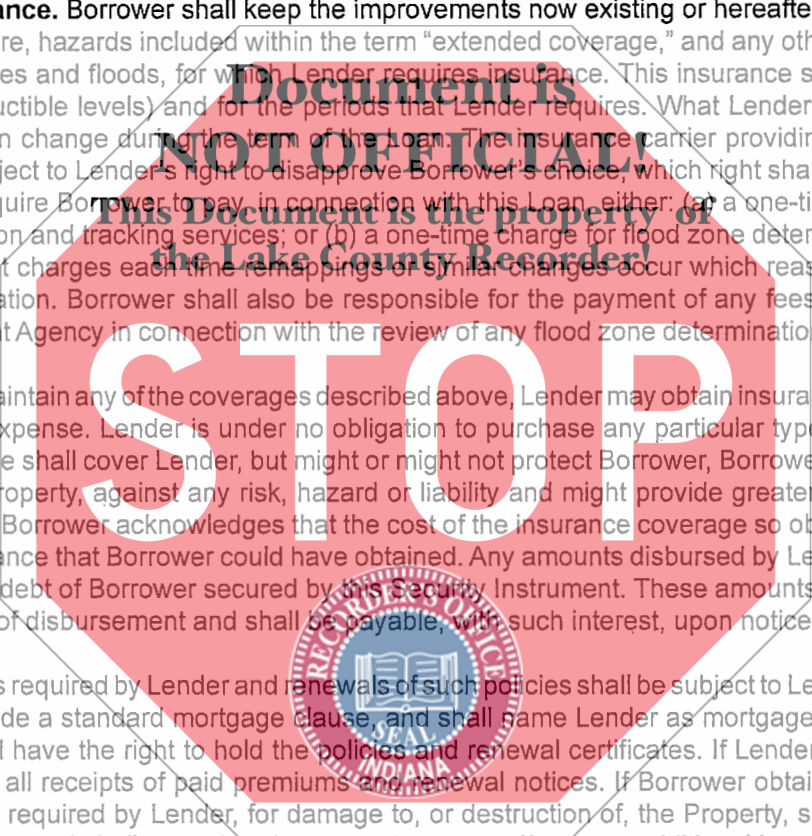 ance. Borrower shall keep the improvements now existing or hereafte
re, hazards included within the term “extended coverage,” and any oth
es and floods, for which Lender requires insurance. This insurance s
Document is
uctible levels) and for the periods that Lender requires. What Lender
n change during the term of the Loan. The insurance carrier providin
NOT OFFICIAL!
ject to Lender's right to disapprove Borrower's choice, which right sha
quire Borrower to pay, in connection with this Loan, either: (a) a one-ti
This Document is the property of
on and tracking services; or (b) a one-time charge for flood zone deter
the Lake County Recorder!
t charges each time remappings or similar changes occur which reas
ation. Borrower shall also be responsible for the payment of any fees
t Agency in connection with the review of any flood zone determinatio
STOP
aintain any of the coverages described above, Lender may obtain insura
xpense. Lender is under no obligation to purchase any particular type
e shall cover Lender, but might or might not protect Borrower, Borrowe
roperty, against any risk, hazard or liability and might provide greater
Borrower acknowledges that the cost of the insurance coverage so ob
ance that Borrower could have obtained. Any amounts disbursed by Le
debt of Borrower secured by this Security Instrument. These amounts
of disbursement and shall be payable, with such interest, upon notice
RECORDER'S OFFICE
s required by Lender and renewals of such policies shall be subject to Le
de a standard mortgage clause, and shall name Lender as mortgage
SEAL
l have the right to hold the policies and renewal certificates. If Lender
INDIANA
all receipts of paid premiums and renewal notices. If Borrower obtai
required by Lender, for damage to, or destruction of, the Property, s